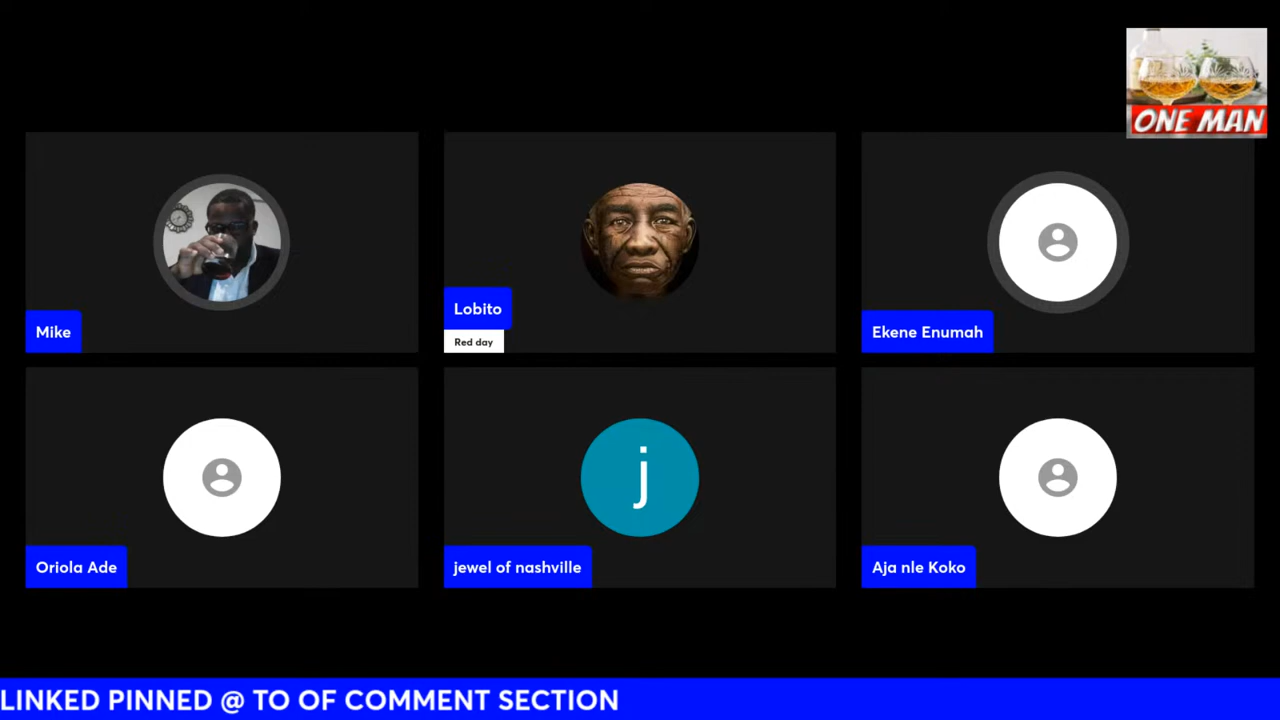 ONE MAN
Mike
Lobito
Red day
Ekene Enumah
Oriola Ade
j
jewel of nashville
Aja nle Koko
LINKED PINNED @ TO OF COMMENT SECTION